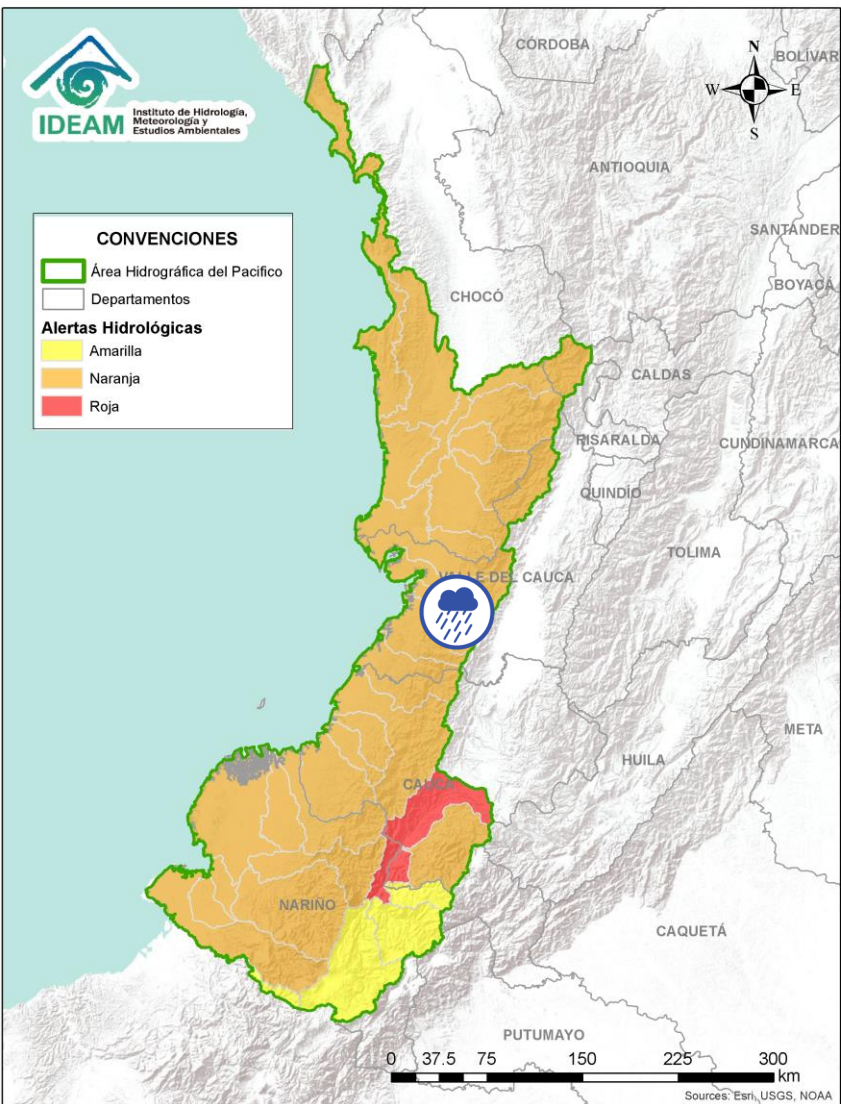 IDEAM
Instituto de Hidrología,
Meteorología y
Estudios Ambientales
CÓRDOBA
BOLÍVAR
N
W
E
S
ANTIOQUIA
SANTANDER
BOYACÁ
CONVENCIONES
Área Hidrográfica del Pacifico
Departamentos
Alertas Hidrológicas
Amarilla
Naranja
Roja
CHOCÓ
CALDAS
RISARALDA
CUNDINAMARCA
QUINDÍO
TOLIMA
VALLE DEL CAUCA
META
HUILA
CAUCA
NARIÑO
CAQUETÁ
PUTUMAYO
0 37.5 75 150 225 300
km
Sources: Esri, USGS, NOAA